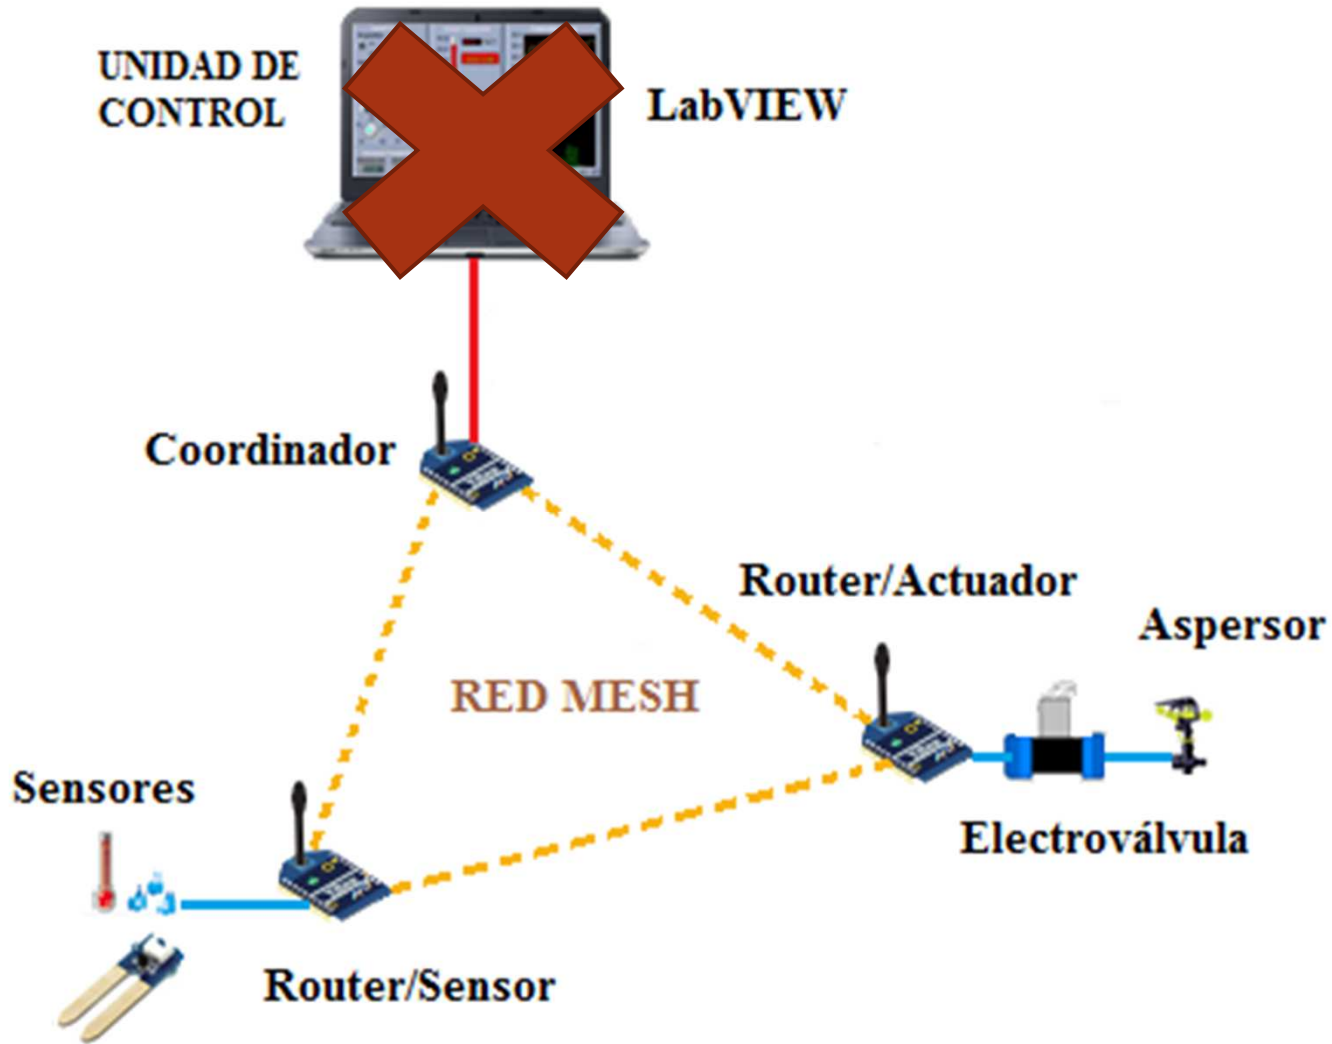 UNIDAD DE
CONTROL
LabVIEW
Coordinador
Router/Actuador
Aspersor
RED MESH
Sensores
Electroválvula
Router/Sensor